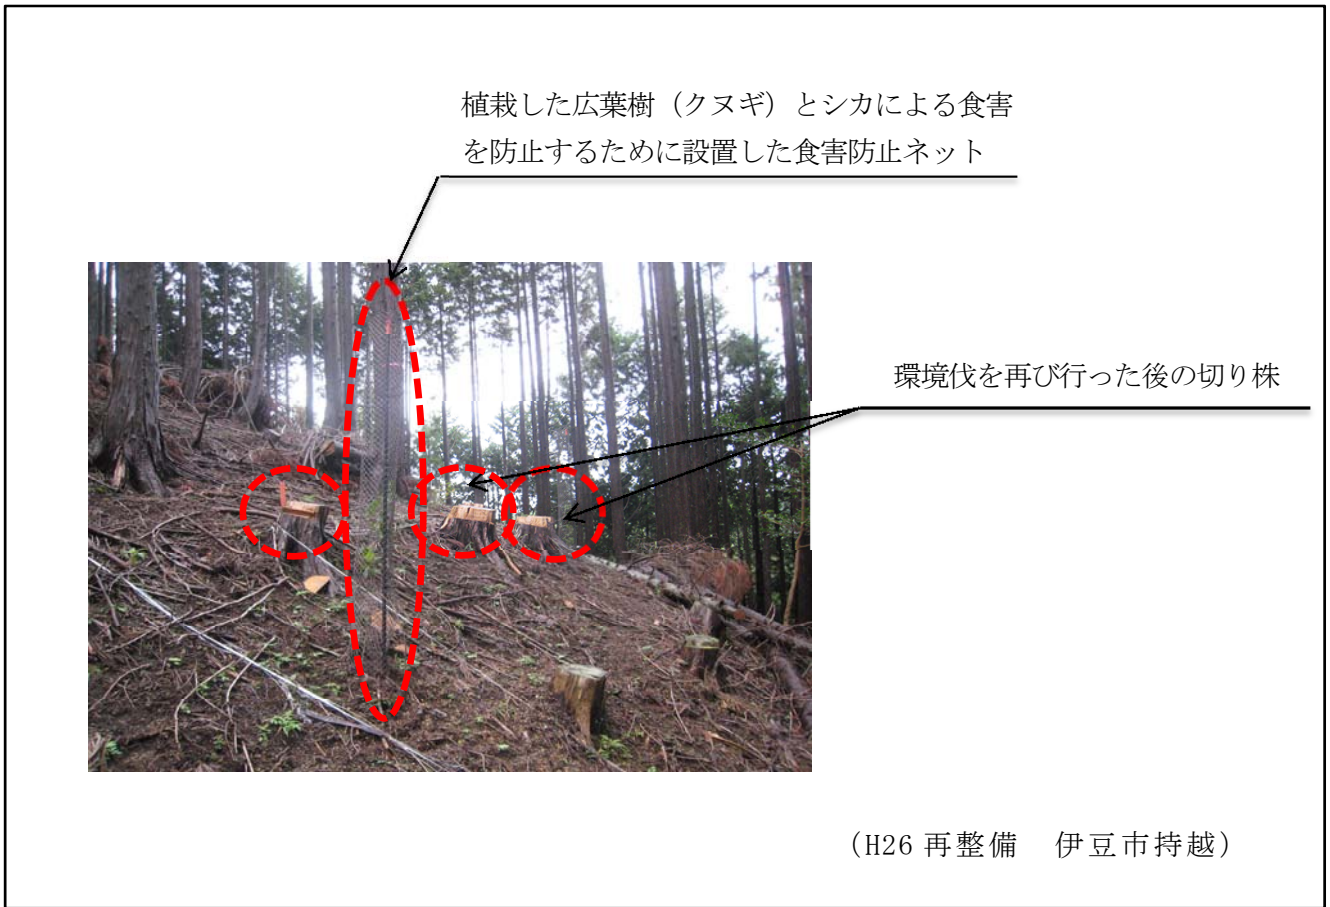 植栽した広葉樹（クヌギ）とシカによる食害
を防止するために設置した食害防止ネット
環境伐を再び行った後の切り株
（H26 再整備　伊豆市持越）